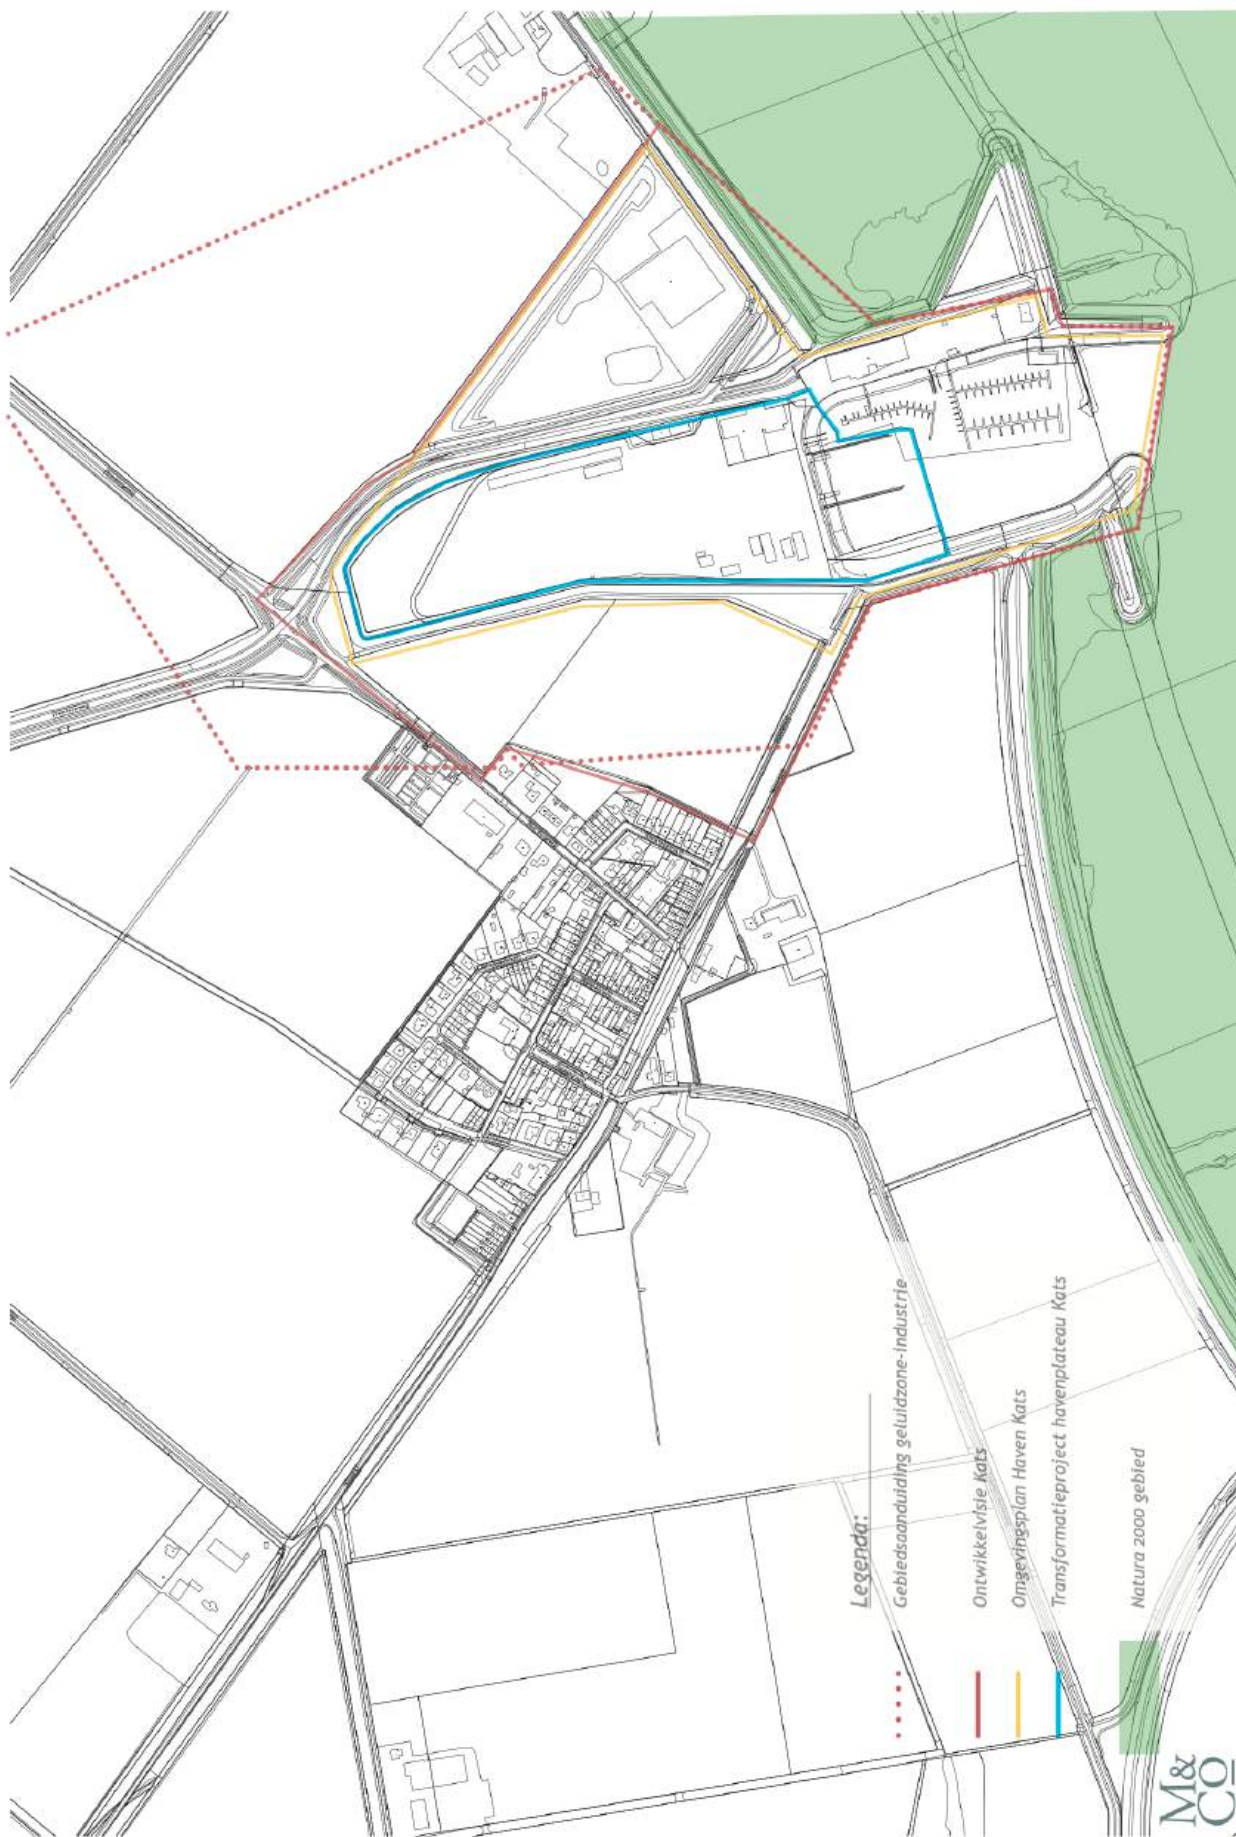 Legenda:
Gebiedsaanduiding geluidzone-industrie
Ontwikkelvisie Kats
Omgevingsplan Haven Kats
Transformatieproject havenplateau Kats
Natura 2000 gebied
M&
CO